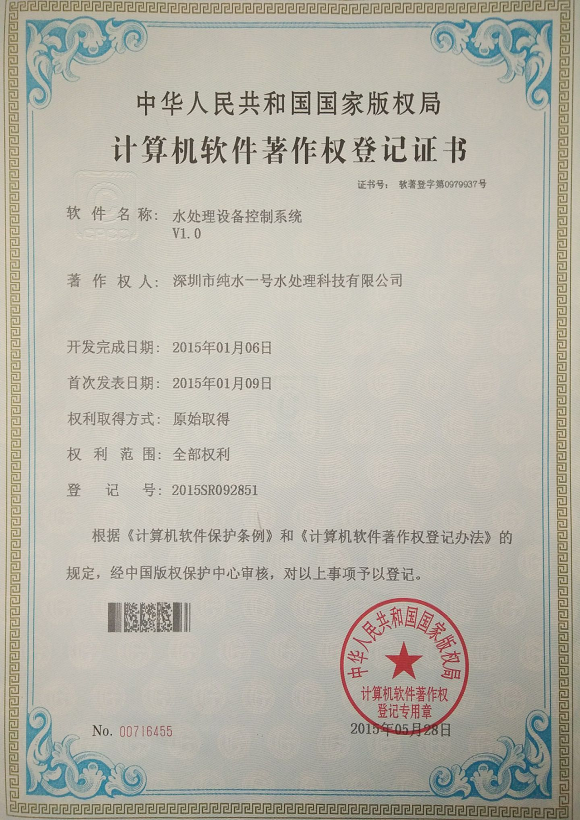 中华人民共和国国家版权局
计算机软件著作权登记证书
证书号： 软著登字第0979937号
软件名称： 水处理设备控制系统
V1.0
著作权人： 深圳市纯水一号水处理科技有限公司
开发完成日期： 2015年01月06日
首次发表日期： 2015年01月09日
权利取得方式： 原始取得
权利范围： 全部权利
登记号： 2015SR092851
根据《计算机软件保护条例》和《计算机软件著作权登记办法》的
规定，经中国版权保护中心审核，对以上事项予以登记。
中华人民共和国国家版权局
计算机软件著作权
登记专用章
No. 00716455
2015年05月28日